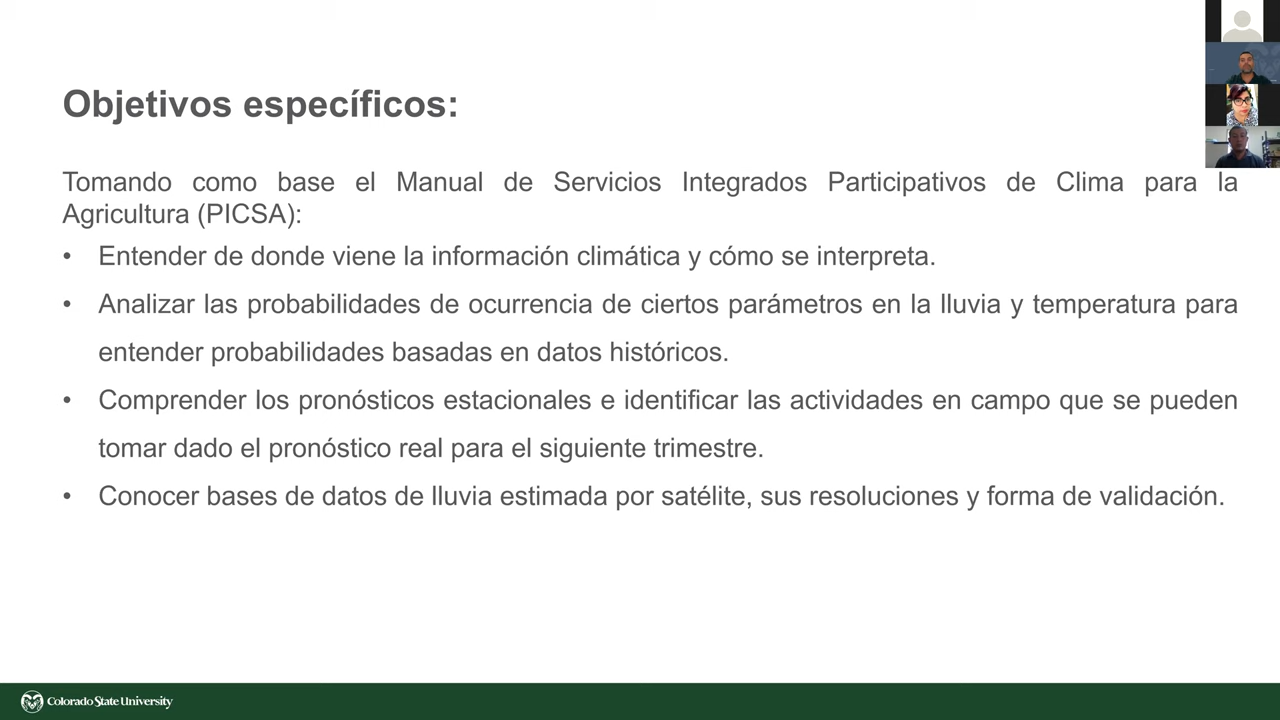 Objetivos específicos:
Tomando como base el Manual de Servicios Integrados Participativos de Clima para la
Agricultura (PICSA):
• Entender de donde viene la información climática y cómo se interpreta.
• Analizar las probabilidades de ocurrencia de ciertos parámetros en la lluvia y temperatura para
entender probabilidades basadas en datos históricos.
• Comprender los pronósticos estacionales e identificar las actividades en campo que se pueden
tomar dado el pronóstico real para el siguiente trimestre.
• Conocer bases de datos de lluvia estimada por satélite, sus resoluciones y forma de validación.
Colorado State University